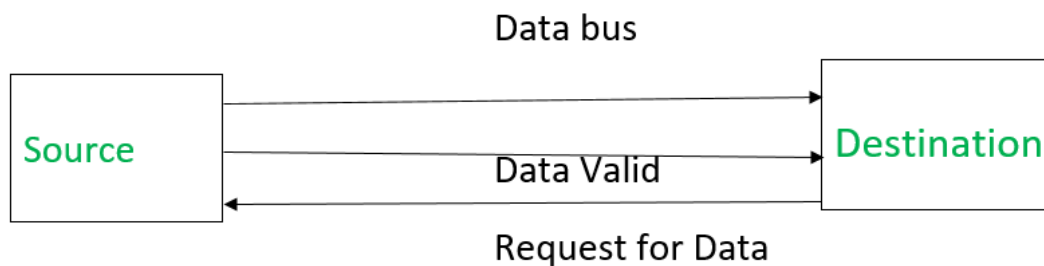 Data bus
Source
Destination
Data Valid
Request for Data